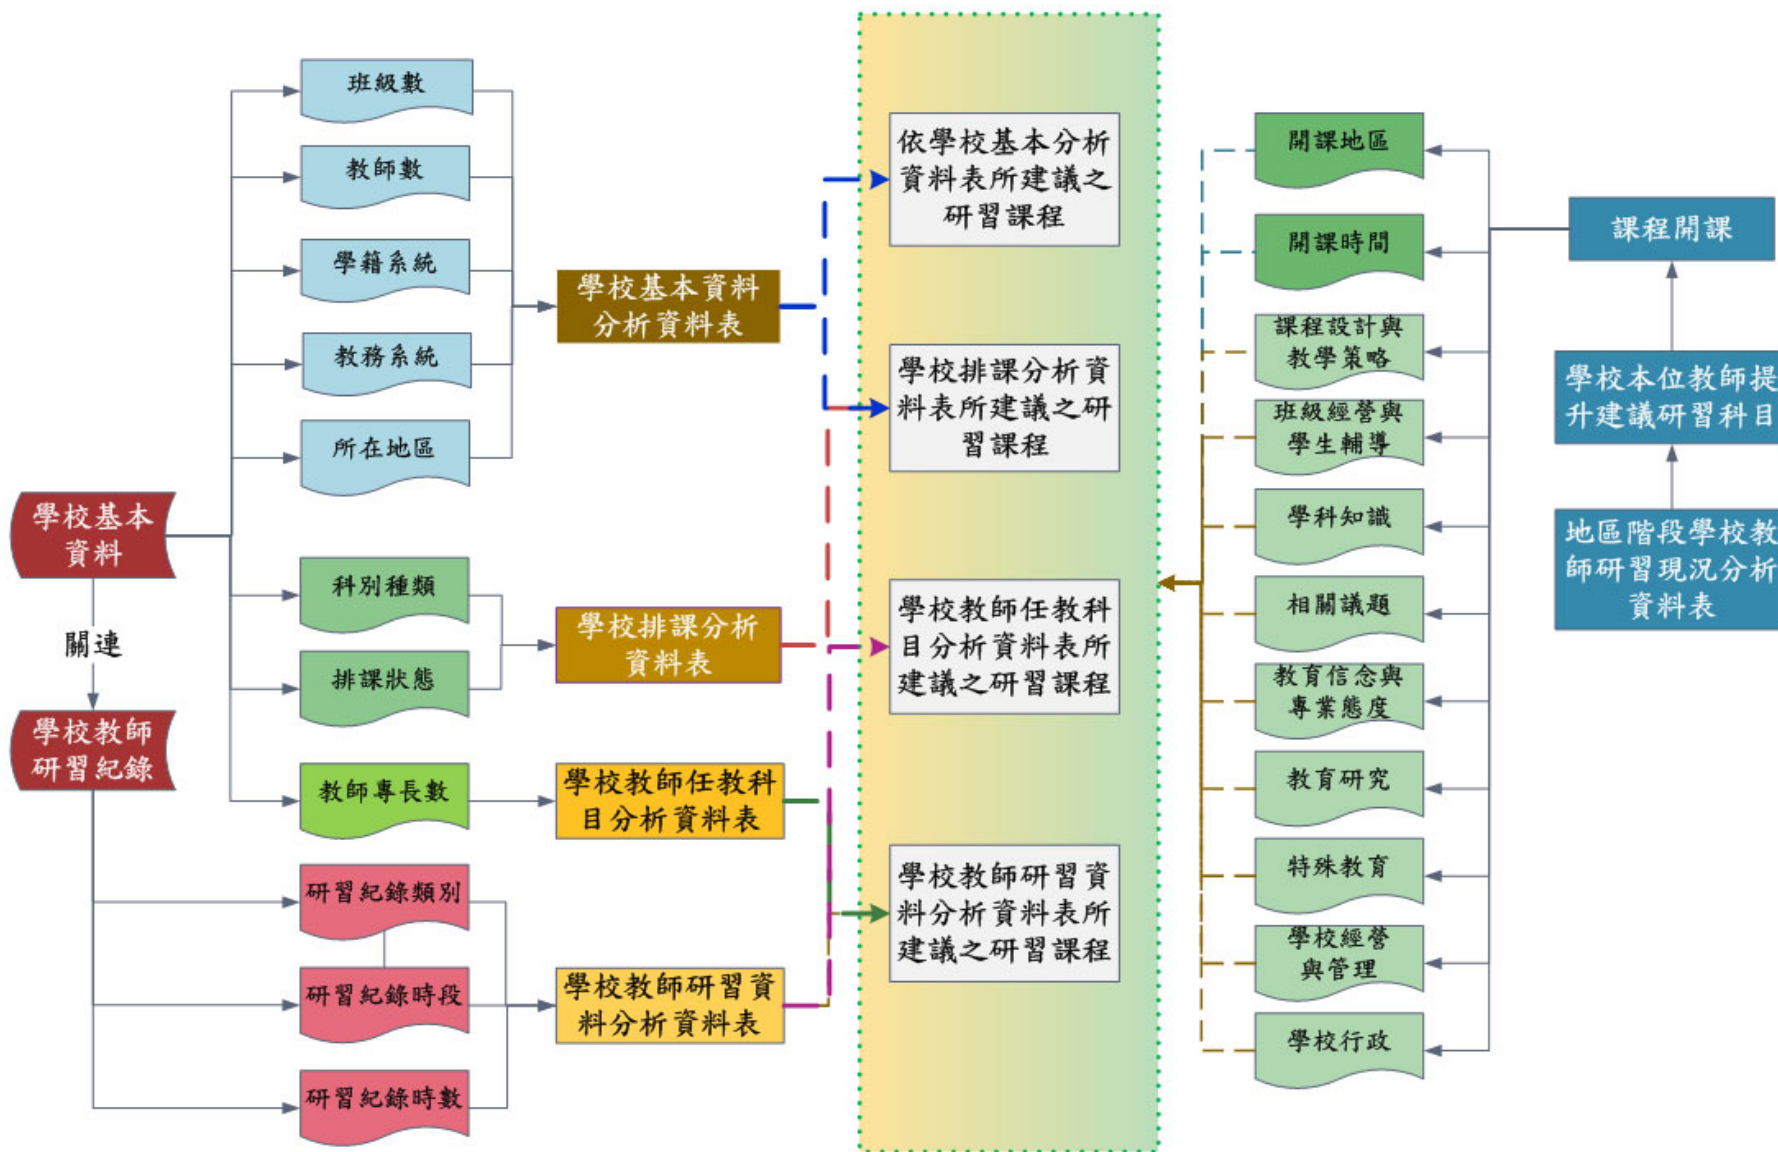 學校基本
資料
關連
學校教師
研習紀錄
班級數
教師數
學籍系統
教務系統
所在地區
科別種類
排課狀態
教師專長數
研習紀錄類別
研習紀錄時段
研習紀錄時數
學校基本資料
分析資料表
學校排課分析
資料表
學校教師任教科
目分析資料表
學校教師研習資
料分析資料表
依學校基本分析
資料表所建議之
研習課程
學校排課分析資
料表所建議之研
習課程
學校教師任教科
目分析資料表所
建議之研習課程
學校教師研習資
料分析資料表所
建議之研習課程
開課地區
開課時間
課程設計與
教學策略
班級經營與
學生輔導
學科知識
相關議題
教育信念與
專業態度
教育研究
特殊教育
學校經營
與管理
學校行政
課程開課
學校本位教師提
升建議研習科目
地區階段學校教
師研習現況分析
資料表